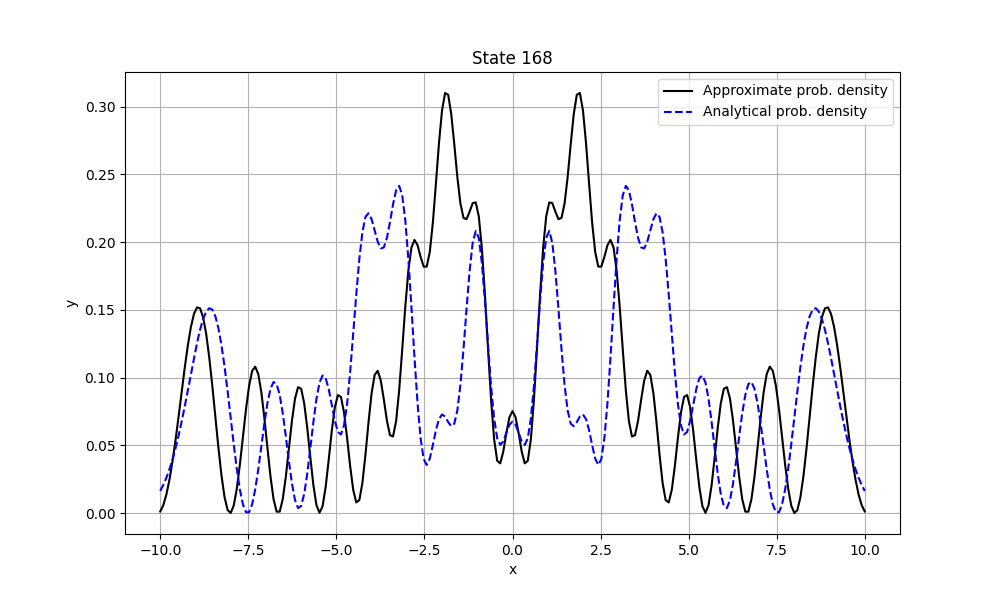 State 168
Approximate prob. density
Analytical prob. density
y
0.30
0.25
0.20
0.15
0.10
0.05
0.00
−10.0 −7.5 −5.0 −2.5 0.0 2.5 5.0 7.5 10.0
x